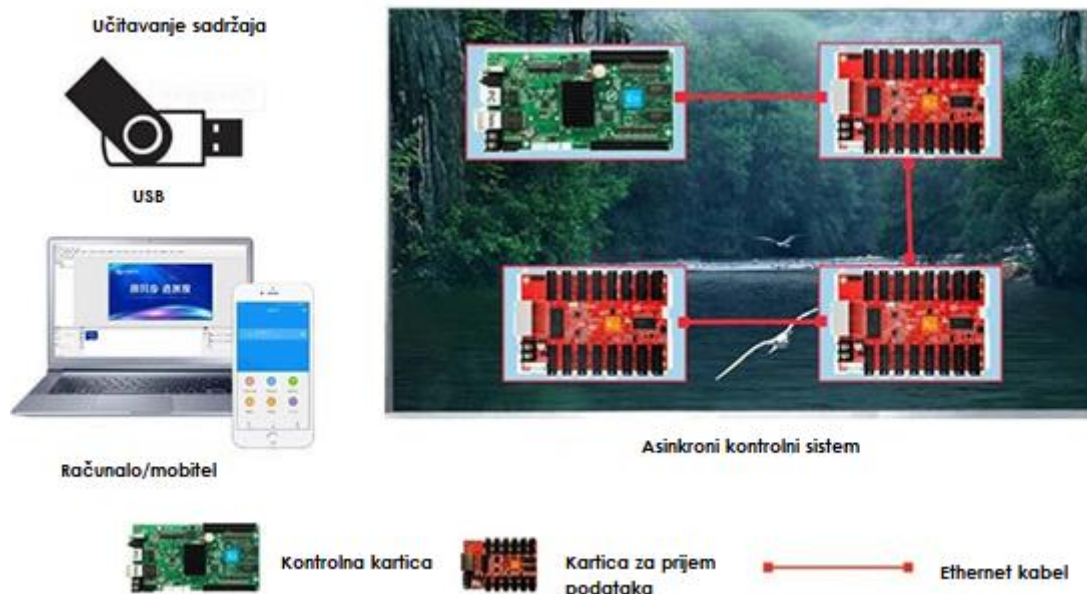 Učitavanje sadržaja
USB
Računalo/mobitel
Asinkroni kontrolni sistem
Kontrolna kartica
Kartica za prijem
podataka
Ethernet kabel